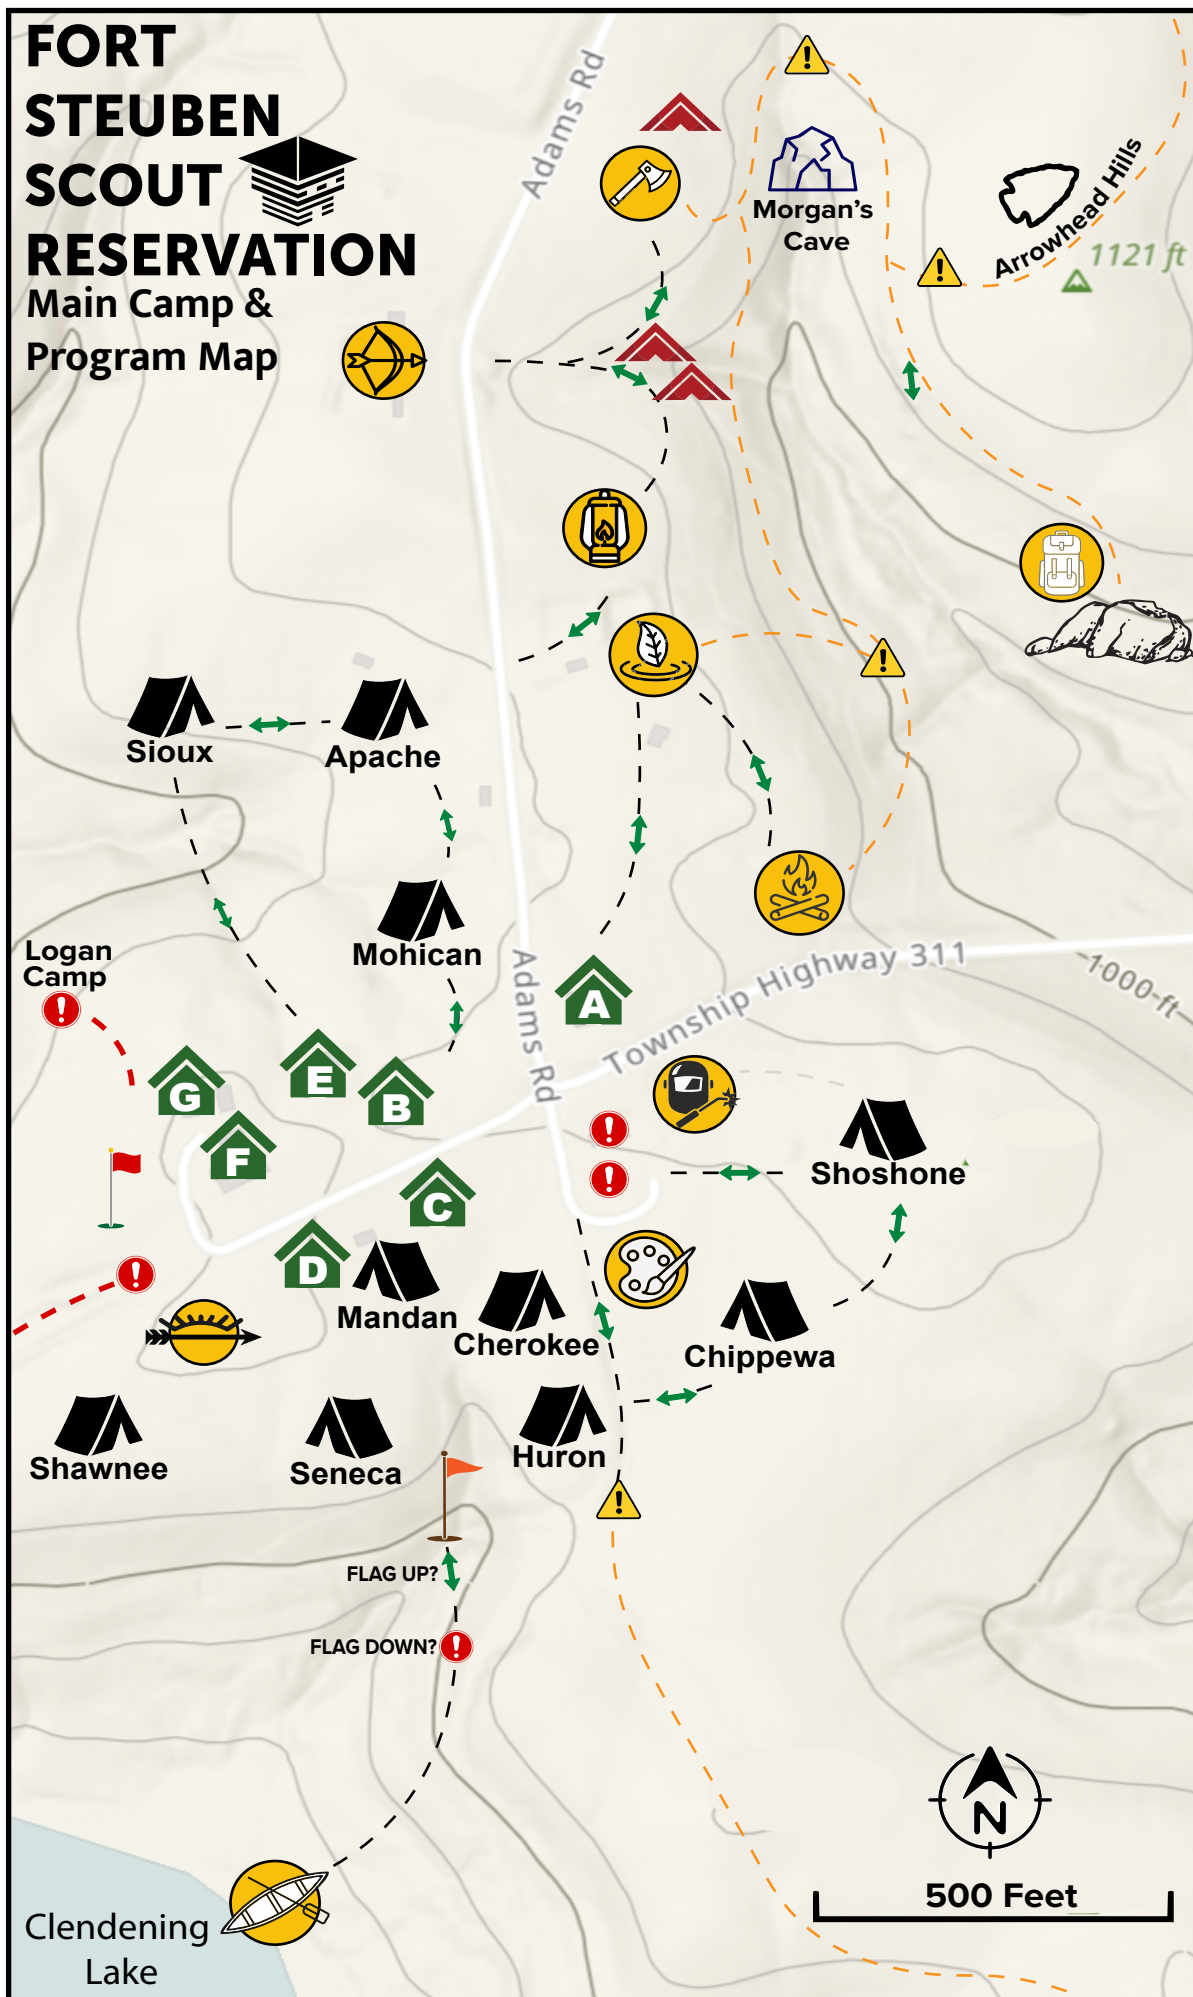 FORT
STEUBEN
SCOUT
RESERVATION
Main Camp &
Program Map
Adams Rd
Morgan's
Cave
Arrowhead Hills
1121 ft
Sioux
Apache
Mohican
Logan
Camp
Adams Rd
Township Highway 311
1000 ft
A
G
E
B
F
C
D
Shoshone
Mandan
Cherokee
Chippewa
Shawnee
Seneca
Huron
FLAG UP?
FLAG DOWN?
N
500 Feet
Clendening
Lake